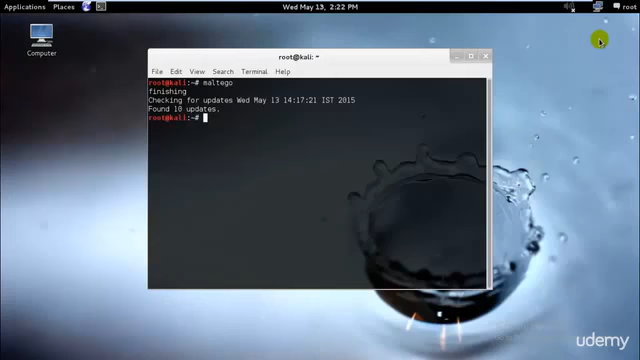 Applications Places Wed May 13, 2:22 PM root
Computer
root@kali: ~
File Edit View Search Terminal Help
root@kali:~# maltego
finishing
Checking for updates Wed May 13 14:17:21 IST 2015
Found 10 updates.
root@kali:~#
udemy